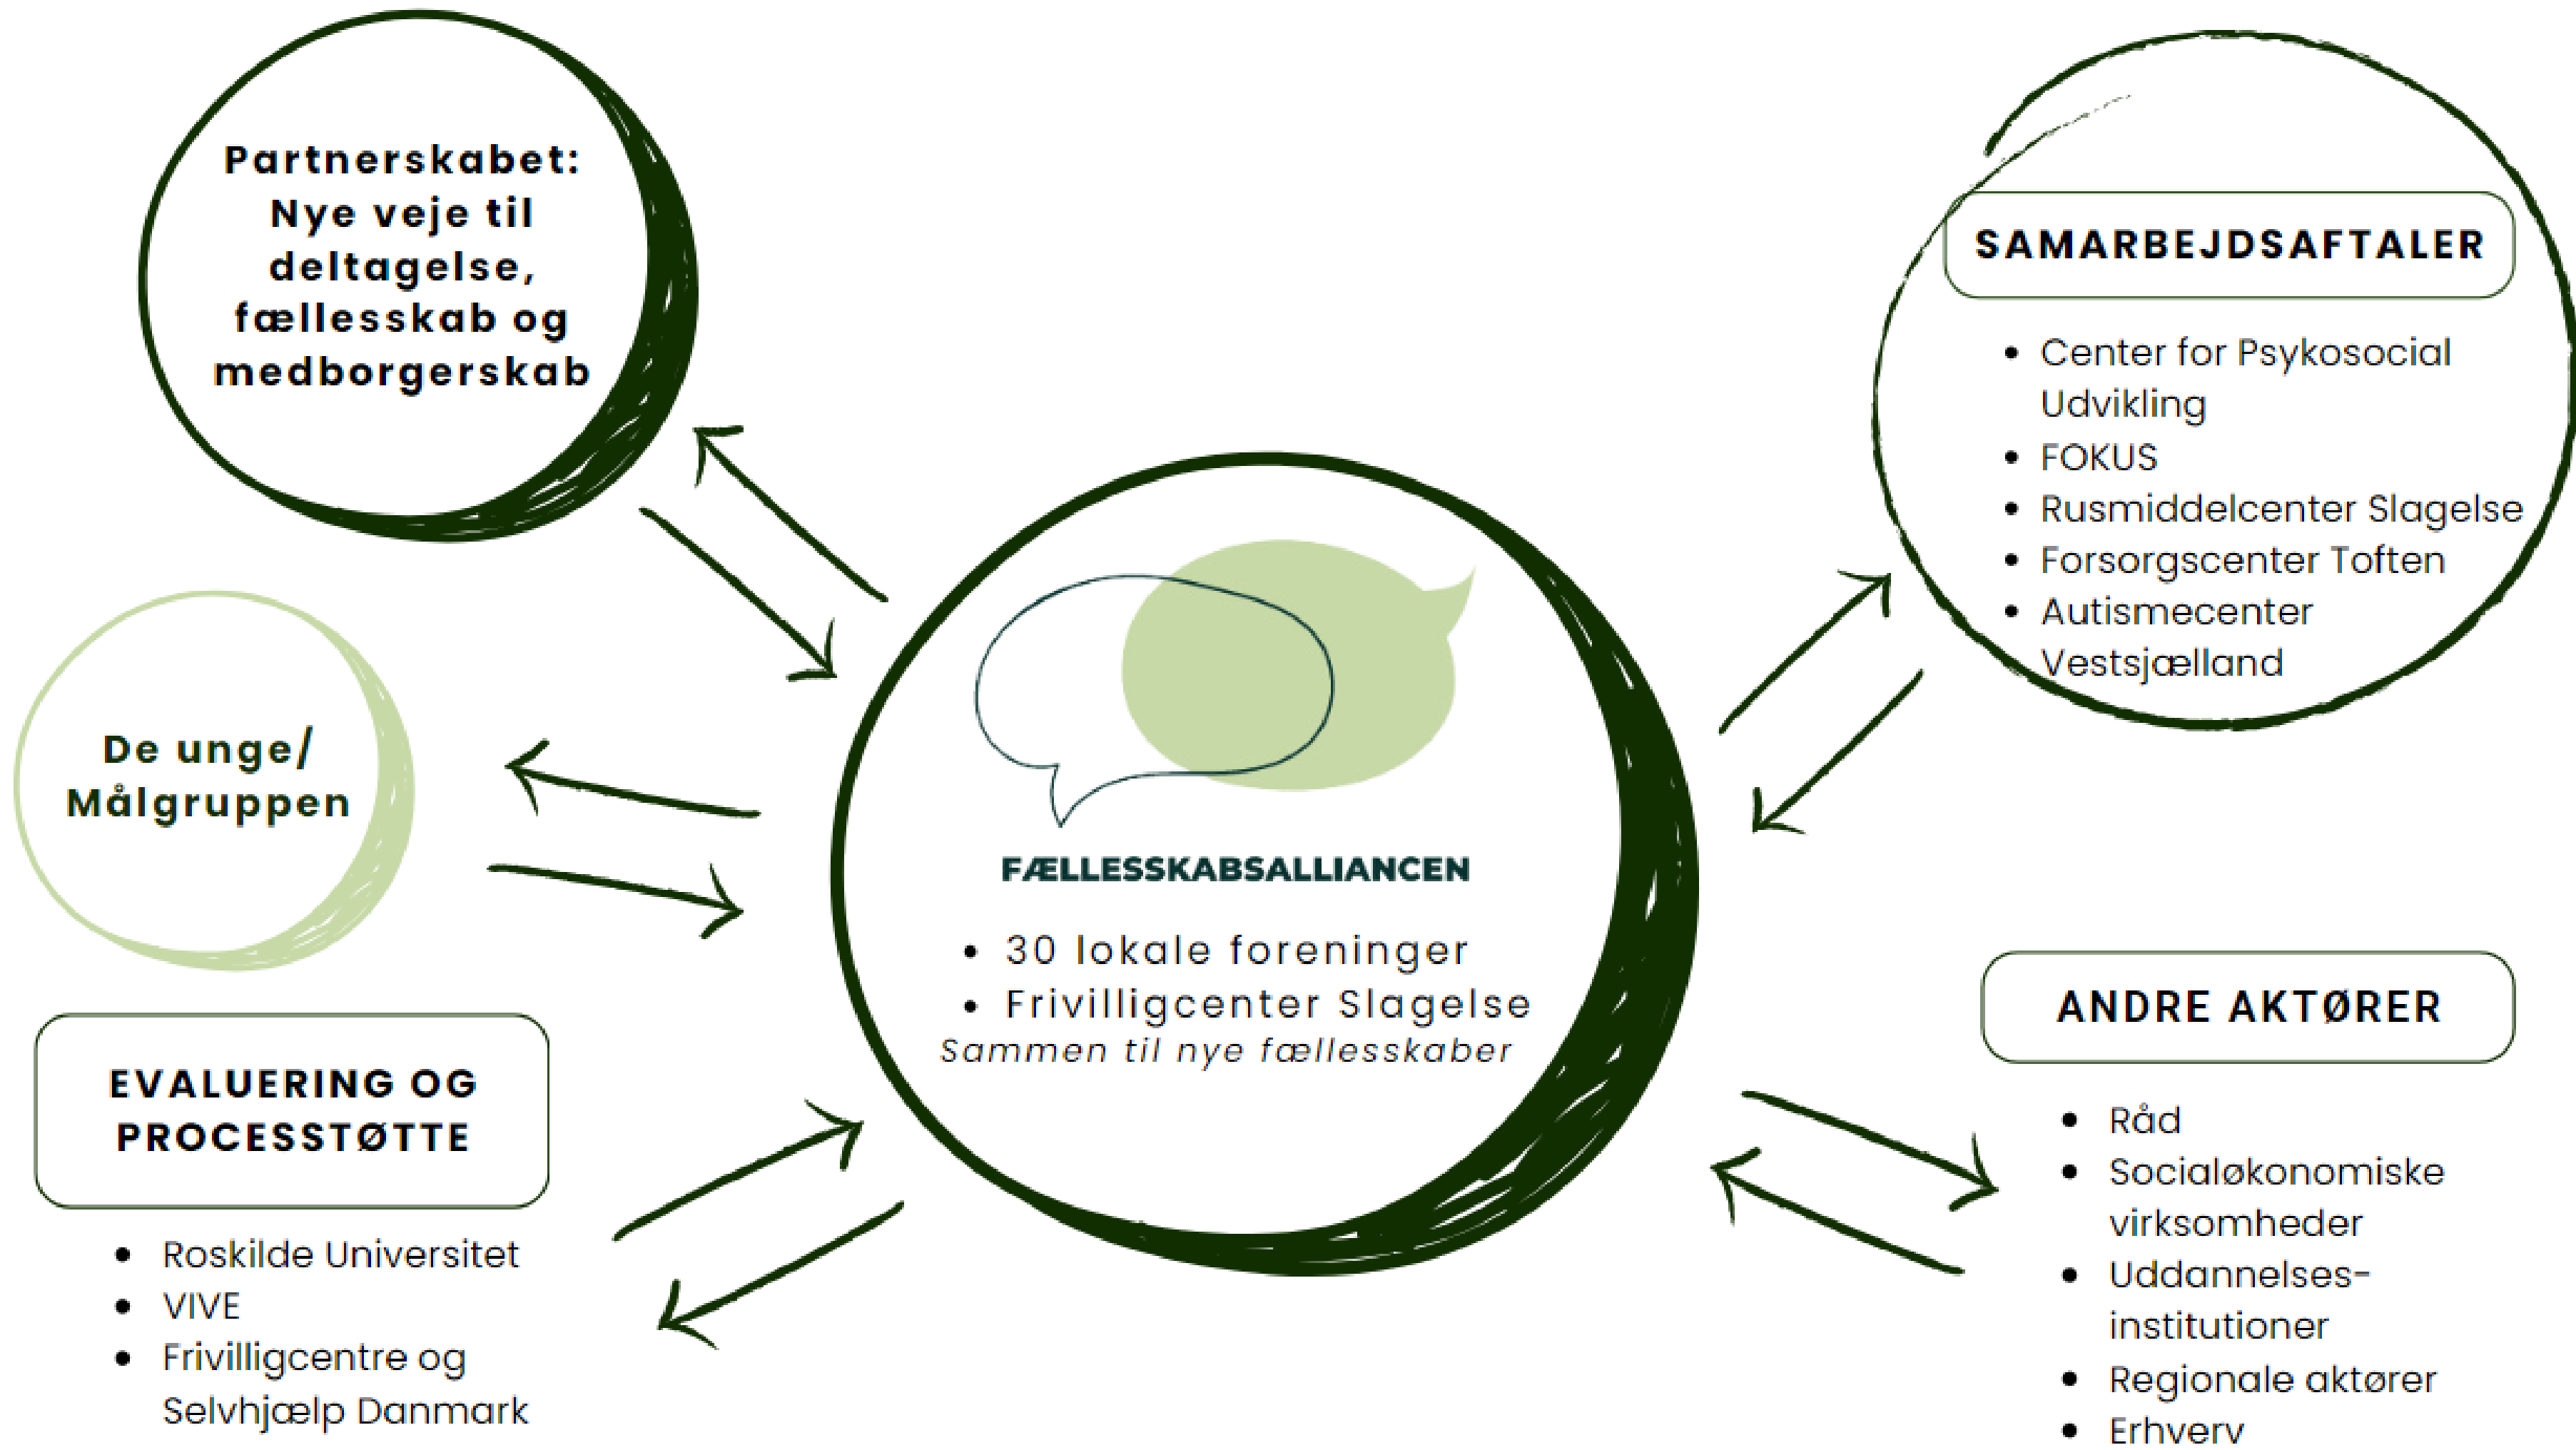 Partnerskabet:
Nye veje til
deltagelse,
fællesskab og
medborgerskab
De unge/
Målgruppen
EVALUERING OG
PROCESSTØTTE
• Roskilde Universitet
• VIVE
• Frivilligcentre og
Selvhjælp Danmark
FÆLLESSKABSALLIANCEN
• 30 lokale foreninger
• Frivilligcenter Slagelse
Sammen til nye fællesskaber
SAMARBEJDSAFTALER
• Center for Psykosocial
Udvikling
• FOKUS
• Rusmiddelcenter Slagelse
• Forsorgscenter Toften
• Autismecenter
Vestsjælland
ANDRE AKTØRER
• Råd
• Socialøkonomiske
virksomheder
• Uddannelses-
institutioner
• Regionale aktører
• Erhverv